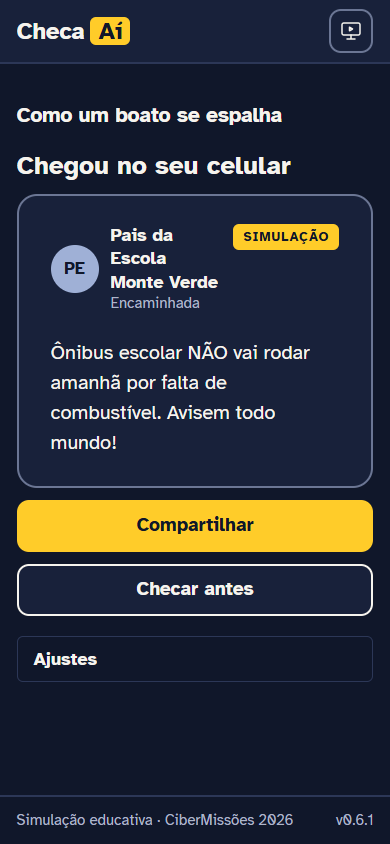 Checa Aí
Como um boato se espalha
Chegou no seu celular
PE
Pais da
Escola
Monte Verde
Encaminhada
SIMULAÇÃO
Ônibus escolar NÃO vai rodar
amanhã por falta de
combustível. Avisem todo
mundo!
Compartilhar
Checar antes
Ajustes
Simulação educativa · CiberMissões 2026
v0.6.1